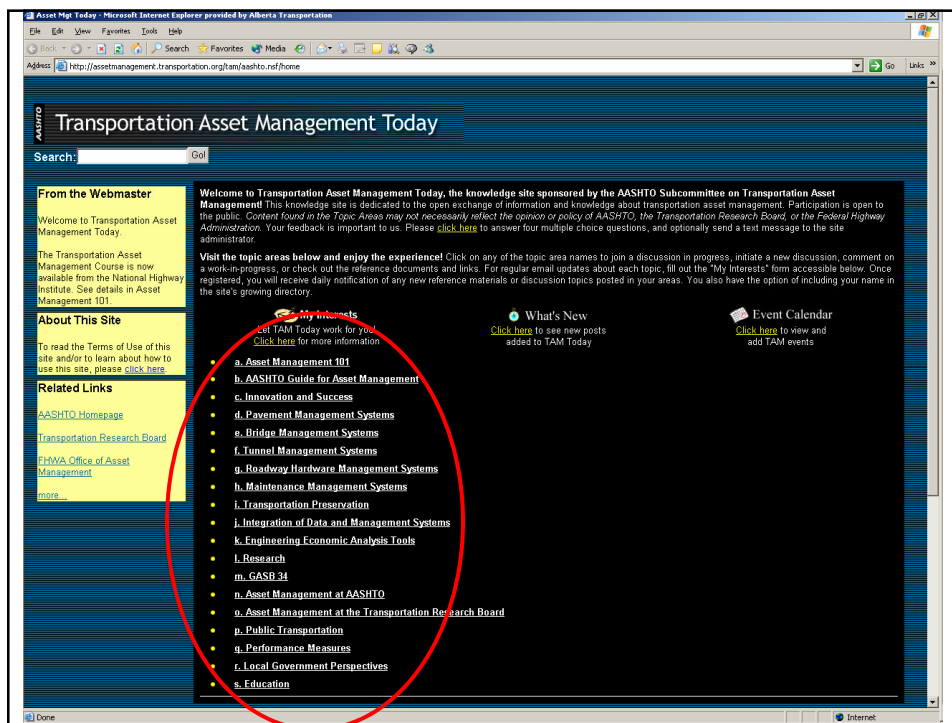 Asset Mgt Today - Microsoft Internet Explorer provided by Alberta Transportation
File Edit View Favorites Tools Help
Back Search Favorites Media
Address http://assetmanagement.transportation.org/tam/aashto.nsf/home Go Links »
AASHTO
Transportation Asset Management Today
Search: Go!
From the Webmaster
Welcome to Transportation Asset
Management Today.
The Transportation Asset
Management Course is now
available from the National Highway
Institute. See details in Asset
Management 101.
About This Site
To read the Terms of Use of this
site and/or to learn about how to
use this site, please click here.
Related Links
AASHTO Homepage
Transportation Research Board
FHWA Office of Asset
Management
more...
Welcome to Transportation Asset Management Today, the knowledge site sponsored by the AASHTO Subcommittee on Transportation Asset
Management! This knowledge site is dedicated to the open exchange of information and knowledge about transportation asset management. Participation is open to
the public. Content found in the Topic Areas may not necessarily reflect the opinion or policy of AASHTO, the Transportation Research Board, or the Federal Highway
Administration. Your feedback is important to us. Please click here to answer four multiple choice questions, and optionally send a text message to the site
administrator.
Visit the topic areas below and enjoy the experience! Click on any of the topic area names to join a discussion in progress, initiate a new discussion, comment on
a work-in-progress, or check out the reference documents and links. For regular email updates about each topic, fill out the "My Interests" form accessible below. Once
registered, you will receive daily notification of any new reference materials or discussion topics posted in your areas. You also have the option of including your name in
the site's growing directory.
My Interests
Let TAM Today work for you!
Click here for more information
What's New
Click here to see new posts
added to TAM Today
Event Calendar
Click here to view and
add TAM events
a. Asset Management 101
b. AASHTO Guide for Asset Management
c. Innovation and Success
d. Pavement Management Systems
e. Bridge Management Systems
f. Tunnel Management Systems
g. Roadway Hardware Management Systems
h. Maintenance Management Systems
i. Transportation Preservation
j. Integration of Data and Management Systems
k. Engineering Economic Analysis Tools
l. Research
m. GASB 34
n. Asset Management at AASHTO
o. Asset Management at the Transportation Research Board
p. Public Transportation
q. Performance Measures
r. Local Government Perspectives
s. Education
Done Internet